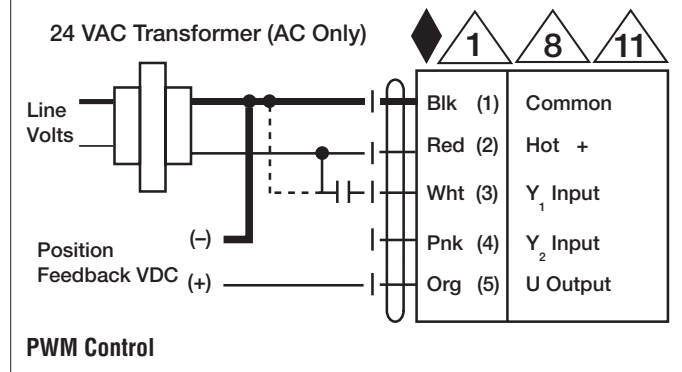 24 VAC Transformer (AC Only)
1 8 11
Line
Volts
Blk (1) Common
Red (2) Hot +
Wht (3) Y1 Input
Pnk (4) Y2 Input
Org (5) U Output
(–)
Position
Feedback VDC (+)
PWM Control